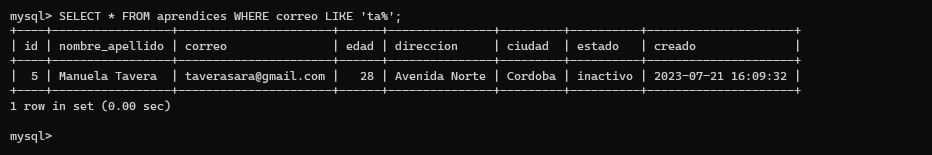 mysql> SELECT * FROM aprendices WHERE correo LIKE 'ta%';
+----+-----------------+----------------------+------+---------------+---------+----------+---------------------+
| id | nombre_apellido | correo               | edad | direccion     | ciudad  | estado   | creado              |
+----+-----------------+----------------------+------+---------------+---------+----------+---------------------+
|  5 | Manuela Tavera  | taverasara@gmail.com |   28 | Avenida Norte | Cordoba | inactivo | 2023-07-21 16:09:32 |
+----+-----------------+----------------------+------+---------------+---------+----------+---------------------+
1 row in set (0.00 sec)
mysql>